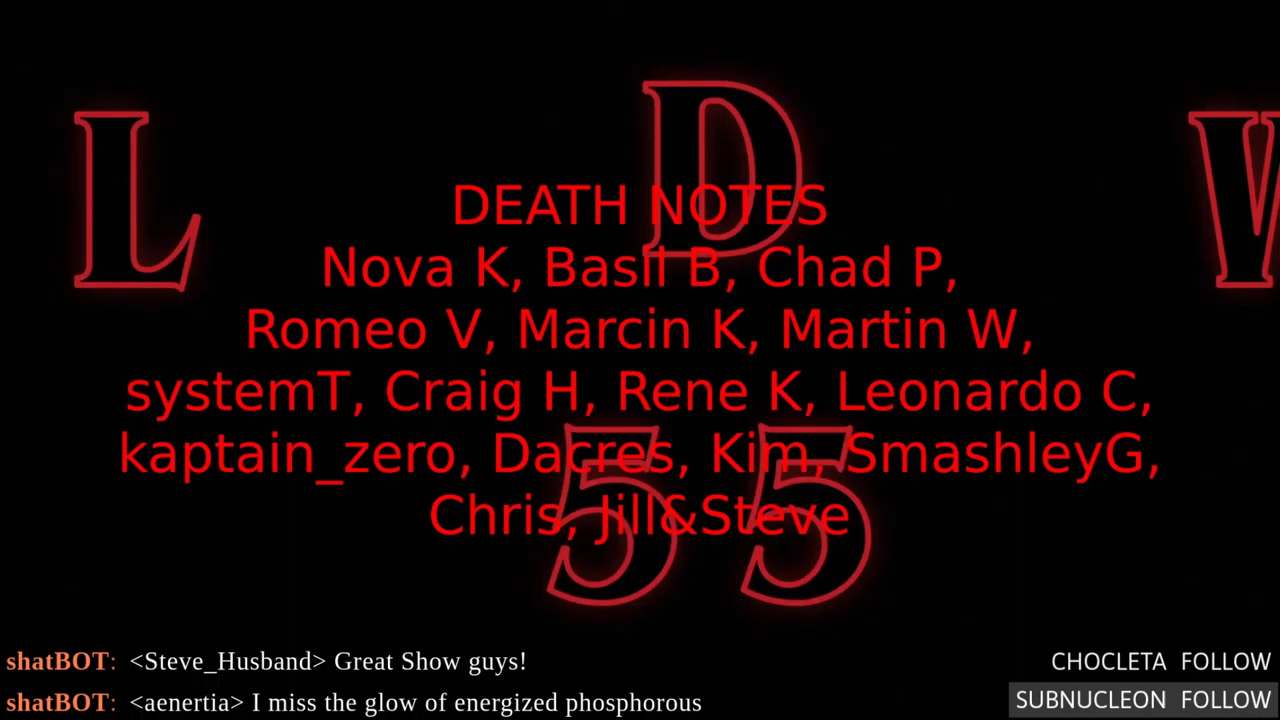 L D W
DEATH NOTES
Nova K, Basil B, Chad P,
Romeo V, Marcin K, Martin W,
systemT, Craig H, Rene K, Leonardo C,
kaptain_zero, Dacres, Kim, SmashleyG,
Chris, Jill&Steve
55
shatBOT: <Steve_Husband> Great Show guys!
CHOCLETA FOLLOW
shatBOT: <aenertia> I miss the glow of energized phosphorous
SUBNUCLEON FOLLOW